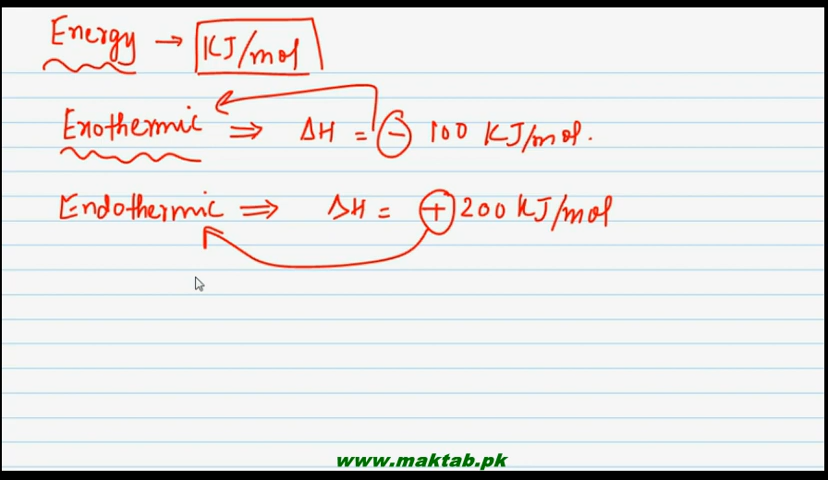 Energy → KJ/mol
Exothermic ⇒ ΔH = - 100 KJ/mol.
Endothermic ⇒ ΔH = + 200 KJ/mol
www.maktab.pk